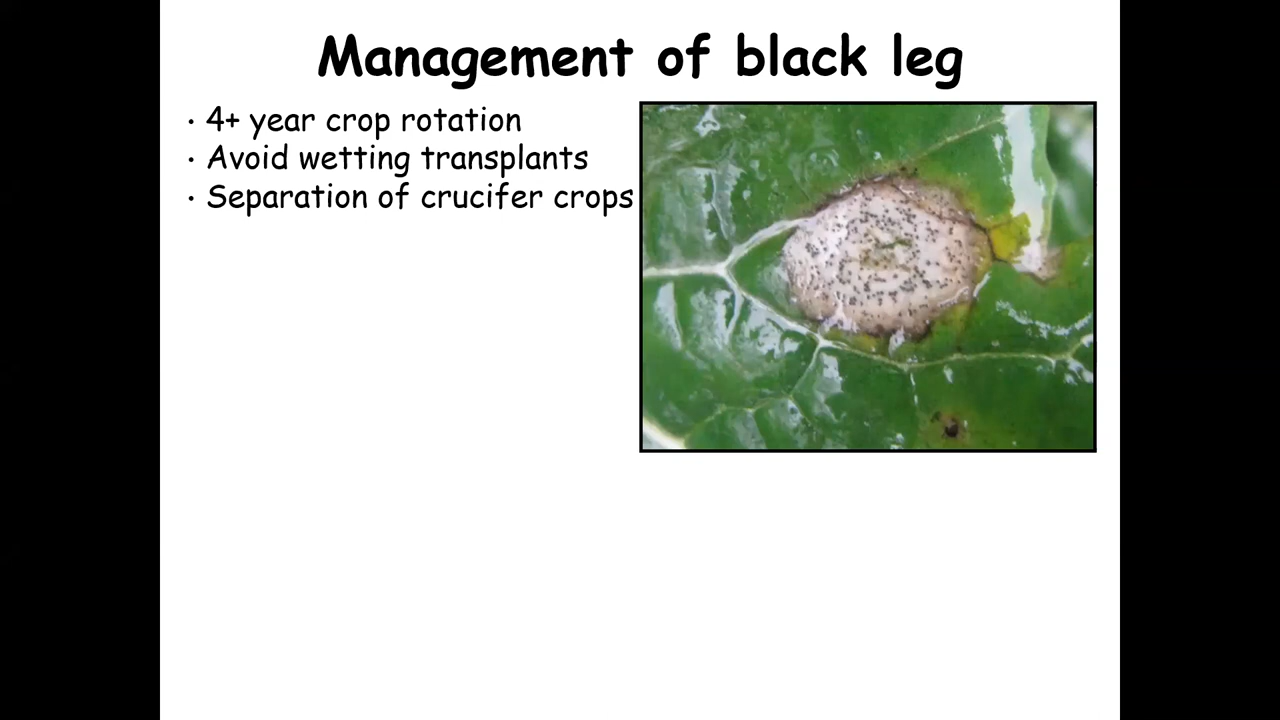 Management of black leg
• 4+ year crop rotation
• Avoid wetting transplants
• Separation of crucifer crops